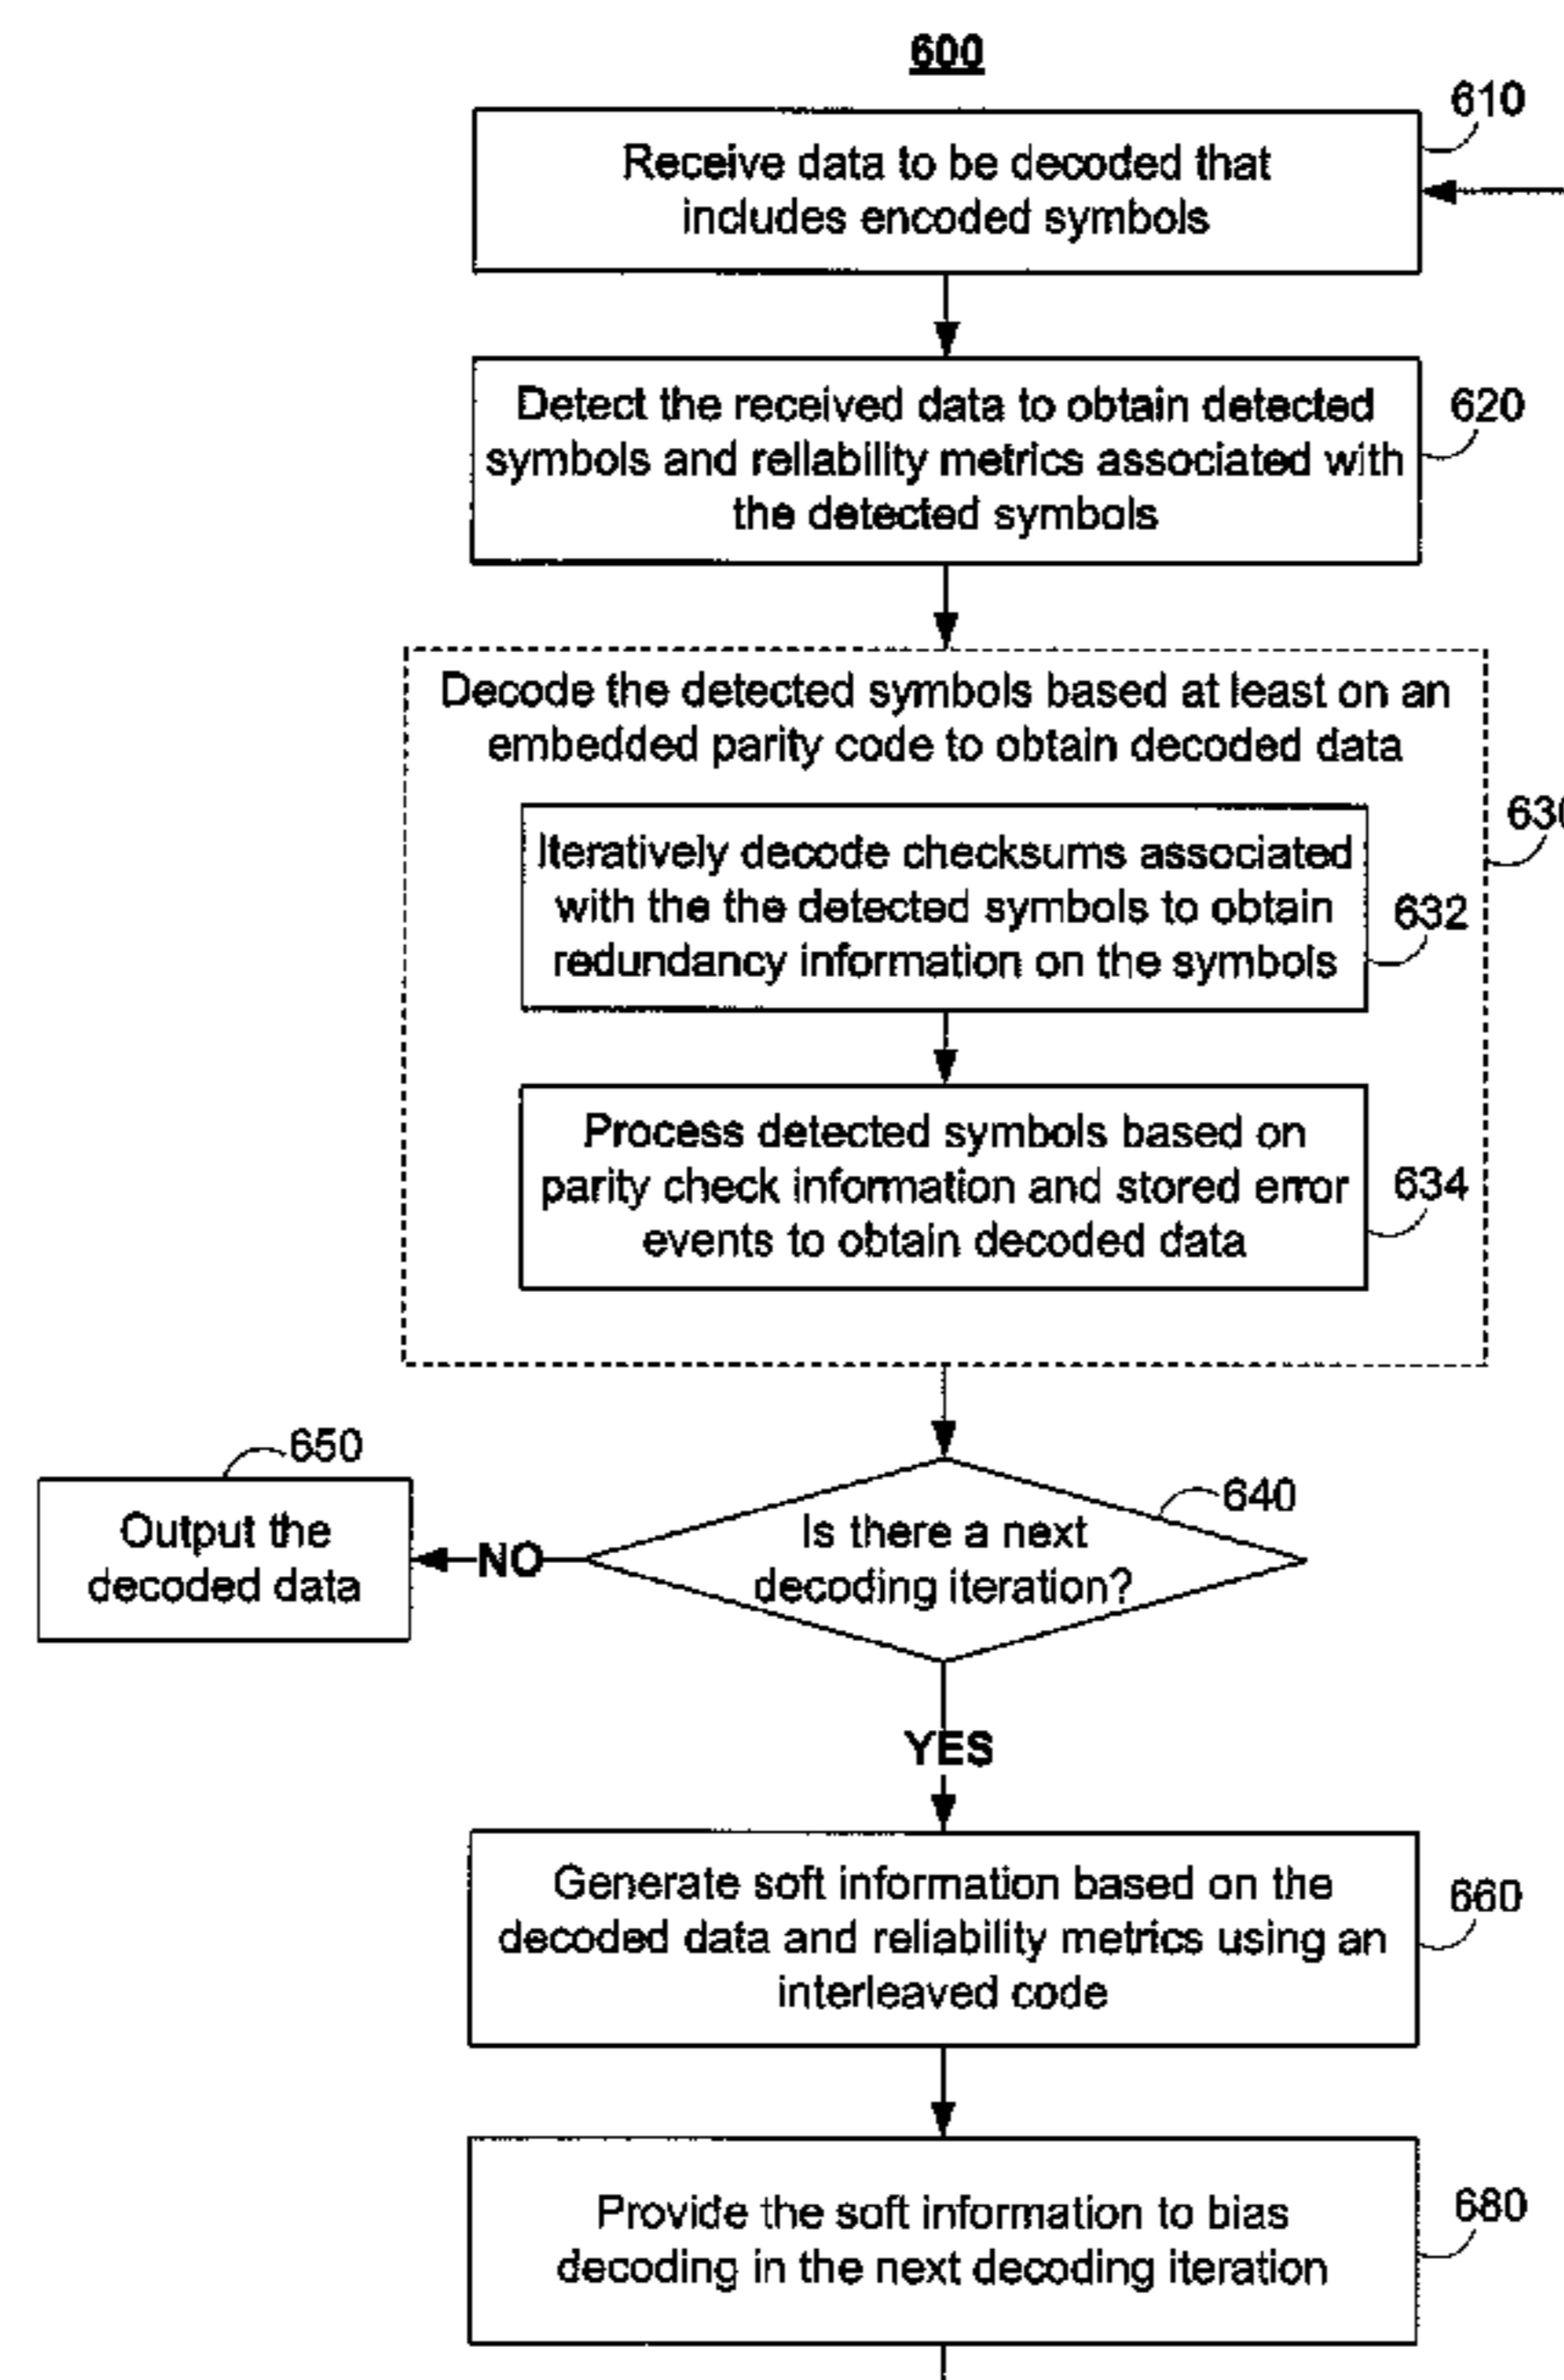 600
610
Receive data to be decoded that
includes encoded symbols
Detect the received data to obtain detected
symbols and reliability metrics associated with
the detected symbols
620
Decode the detected symbols based at least on an
embedded parity code to obtain decoded data
630
Iteratively decode checksums associated
with the the detected symbols to obtain
redundancy information on the symbols
632
Process detected symbols based on
parity check information and stored error
events to obtain decoded data
634
650
Output the
decoded data
NO
640
Is there a next
decoding iteration?
YES
Generate soft information based on the
decoded data and reliability metrics using an
interleaved code
660
Provide the soft information to bias
decoding in the next decoding iteration
680